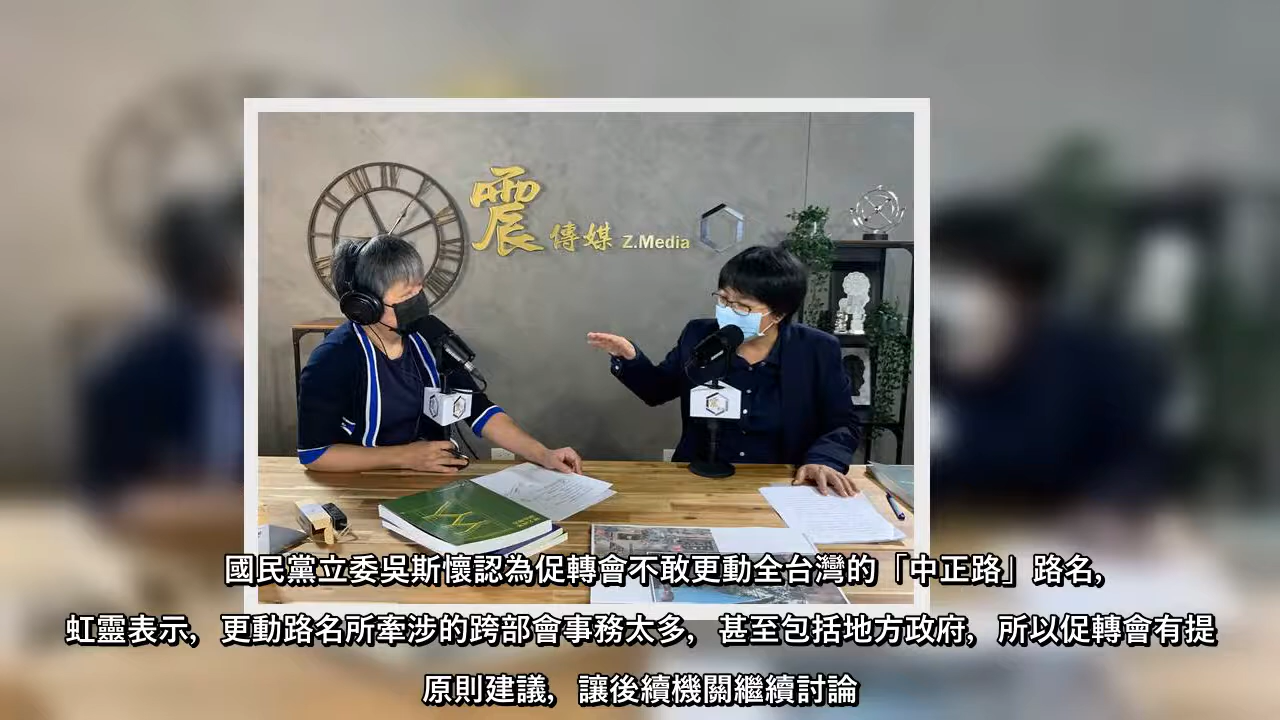 震傳媒 Z.Media
國民黨立委吳斯懷認為促轉會不敢更動全台灣的「中正路」路名,
虹靈表示, 更動路名所牽涉的跨部會事務太多, 甚至包括地方政府, 所以促轉會有提
原則建議, 讓後續機關繼續討論